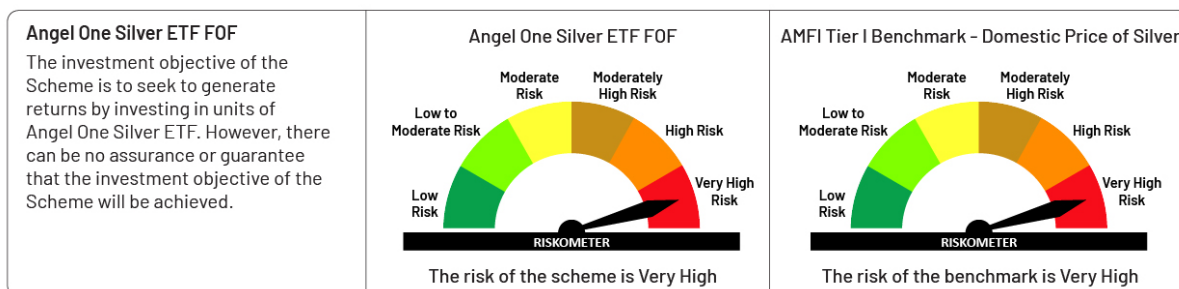 Angel One Silver ETF FOF
The investment objective of the
Scheme is to seek to generate
returns by investing in units of
Angel One Silver ETF. However, there
can be no assurance or guarantee
that the investment objective of the
Scheme will be achieved.
Angel One Silver ETF FOF
Moderate
Risk
Moderately
High Risk
Low to
Moderate Risk
High Risk
Low
Risk
Very High
Risk
RISKOMETER
The risk of the scheme is Very High
AMFI Tier I Benchmark - Domestic Price of Silver
Moderate
Risk
Moderately
High Risk
Low to
Moderate Risk
High Risk
Low
Risk
Very High
Risk
RISKOMETER
The risk of the benchmark is Very High